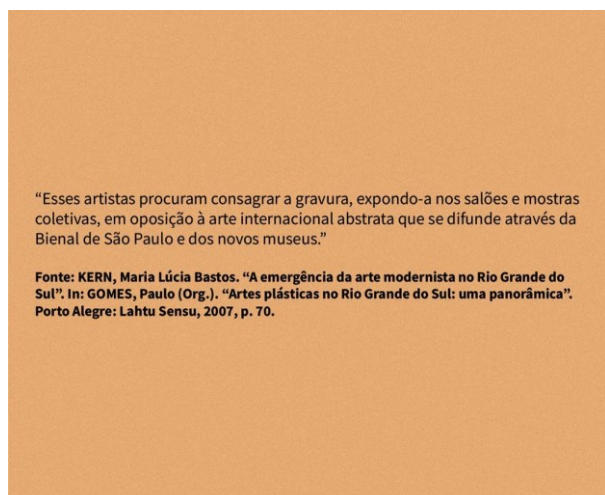 “Esses artistas procuram consagrar a gravura, expondo-a nos salões e mostras
coletivas, em oposição à arte internacional abstrata que se difunde através da
Bienal de São Paulo e dos novos museus.”
Fonte: KERN, Maria Lúcia Bastos. “A emergência da arte modernista no Rio Grande do
Sul”. In: GOMES, Paulo (Org.). “Artes plásticas no Rio Grande do Sul: uma panorâmica”.
Porto Alegre: Lahtu Sensu, 2007, p. 70.